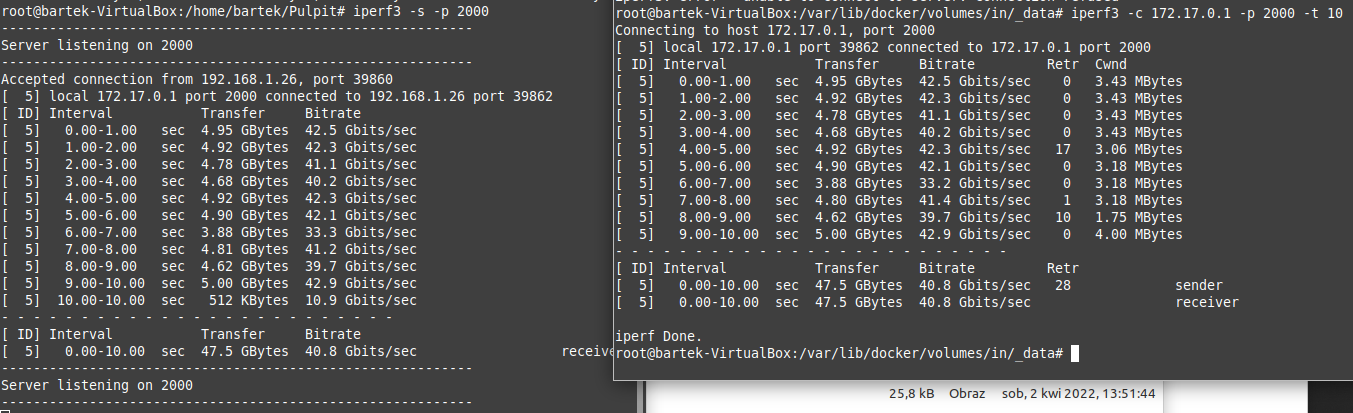 root@bartek-VirtualBox:/home/bartek/Pulpit# iperf3 -s -p 2000
-----------------------------------------------------------
Server listening on 2000
-----------------------------------------------------------
Accepted connection from 192.168.1.26, port 39860
[  5] local 172.17.0.1 port 2000 connected to 192.168.1.26 port 39862
[ ID] Interval           Transfer     Bitrate
[  5]   0.00-1.00   sec  4.95 GBytes  42.5 Gbits/sec
[  5]   1.00-2.00   sec  4.92 GBytes  42.3 Gbits/sec
[  5]   2.00-3.00   sec  4.78 GBytes  41.1 Gbits/sec
[  5]   3.00-4.00   sec  4.68 GBytes  40.2 Gbits/sec
[  5]   4.00-5.00   sec  4.92 GBytes  42.3 Gbits/sec
[  5]   5.00-6.00   sec  4.90 GBytes  42.1 Gbits/sec
[  5]   6.00-7.00   sec  3.88 GBytes  33.3 Gbits/sec
[  5]   7.00-8.00   sec  4.81 GBytes  41.2 Gbits/sec
[  5]   8.00-9.00   sec  4.62 GBytes  39.7 Gbits/sec
[  5]   9.00-10.00  sec  5.00 GBytes  42.9 Gbits/sec
[  5]  10.00-10.00  sec   512 KBytes  10.9 Gbits/sec
- - - - - - - - - - - - - - - - - - - - - - - - -
[ ID] Interval           Transfer     Bitrate
[  5]   0.00-10.00  sec  47.5 GBytes  40.8 Gbits/sec                  receive
-----------------------------------------------------------
Server listening on 2000
-----------------------------------------------------------
root@bartek-VirtualBox:/var/lib/docker/volumes/in/_data# iperf3 -c 172.17.0.1 -p 2000 -t 10
Connecting to host 172.17.0.1, port 2000
[  5] local 172.17.0.1 port 39862 connected to 172.17.0.1 port 2000
[ ID] Interval           Transfer     Bitrate         Retr  Cwnd
[  5]   0.00-1.00   sec  4.95 GBytes  42.5 Gbits/sec    0   3.43 MBytes
[  5]   1.00-2.00   sec  4.92 GBytes  42.3 Gbits/sec    0   3.43 MBytes
[  5]   2.00-3.00   sec  4.78 GBytes  41.1 Gbits/sec    0   3.43 MBytes
[  5]   3.00-4.00   sec  4.68 GBytes  40.2 Gbits/sec    0   3.43 MBytes
[  5]   4.00-5.00   sec  4.92 GBytes  42.3 Gbits/sec   17   3.06 MBytes
[  5]   5.00-6.00   sec  4.90 GBytes  42.1 Gbits/sec    0   3.18 MBytes
[  5]   6.00-7.00   sec  3.88 GBytes  33.2 Gbits/sec    0   3.18 MBytes
[  5]   7.00-8.00   sec  4.80 GBytes  41.4 Gbits/sec    1   3.18 MBytes
[  5]   8.00-9.00   sec  4.62 GBytes  39.7 Gbits/sec   10   1.75 MBytes
[  5]   9.00-10.00  sec  5.00 GBytes  42.9 Gbits/sec    0   4.00 MBytes
- - - - - - - - - - - - - - - - - - - - - - - - -
[ ID] Interval           Transfer     Bitrate         Retr
[  5]   0.00-10.00  sec  47.5 GBytes  40.8 Gbits/sec   28             sender
[  5]   0.00-10.00  sec  47.5 GBytes  40.8 Gbits/sec                  receiver

iperf Done.
root@bartek-VirtualBox:/var/lib/docker/volumes/in/_data#
25,8 kB Obraz sob, 2 kwi 2022, 13:51:44